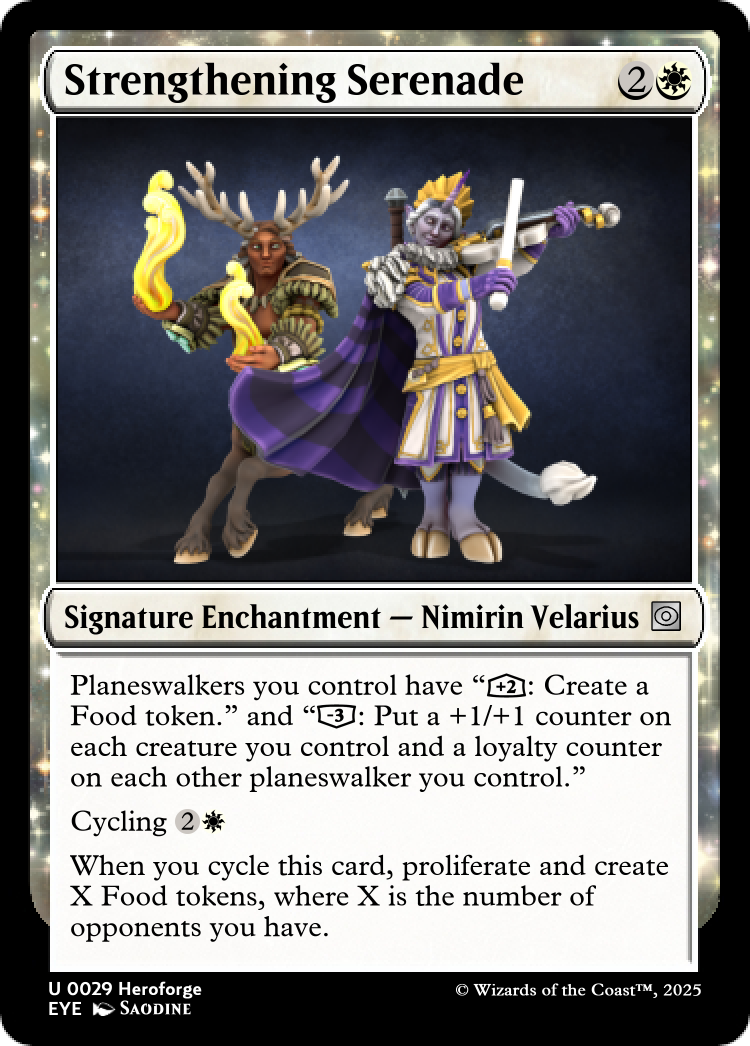 Strengthening Serenade 2
Signature Enchantment — Nimirin Velarius
Planeswalkers you control have “+2: Create a
Food token.” and “-3: Put a +1/+1 counter on
each creature you control and a loyalty counter
on each other planeswalker you control.”
Cycling 2
When you cycle this card, proliferate and create
X Food tokens, where X is the number of
opponents you have.
U 0029 Heroforge © Wizards of the Coast™, 2025
EYE Saodine